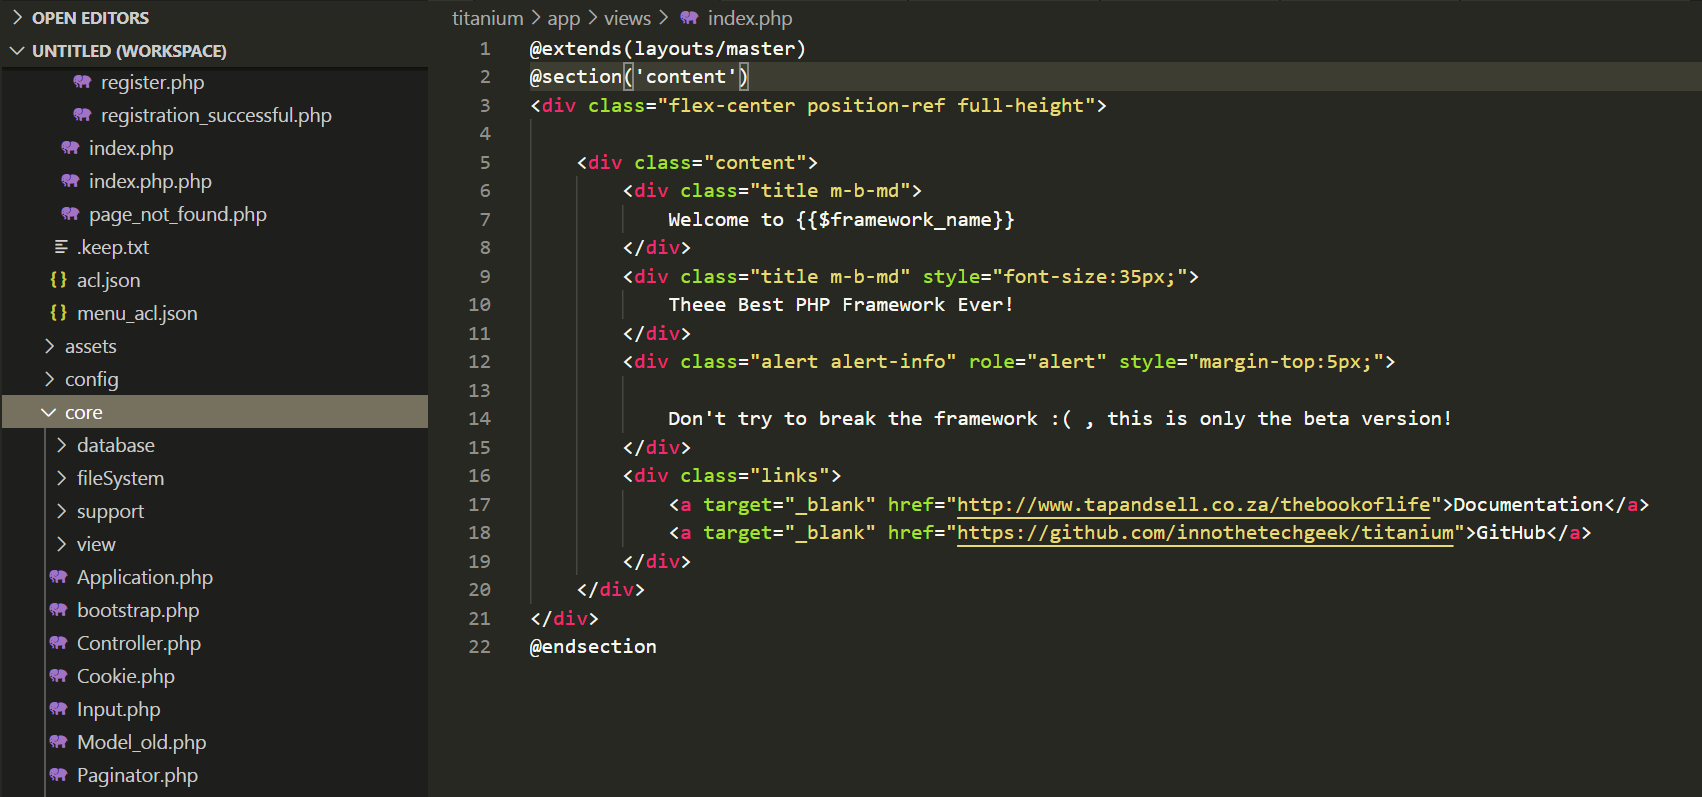 OPEN EDITORS
UNTITLED (WORKSPACE)
register.php
registration_successful.php
index.php
index.php.php
page_not_found.php
.keep.txt
{} acl.json
{} menu_acl.json
assets
config
core
database
fileSystem
support
view
Application.php
bootstrap.php
Controller.php
Cookie.php
Input.php
Model_old.php
Paginator.php
titanium > app > views > index.php
1 @extends(layouts/master)
2 @section('content')
3 <div class="flex-center position-ref full-height">
4
5 <div class="content">
6 <div class="title m-b-md">
7 Welcome to {{$framework_name}}
8 </div>
9 <div class="title m-b-md" style="font-size:35px;">
10 Theee Best PHP Framework Ever!
11 </div>
12 <div class="alert alert-info" role="alert" style="margin-top:5px;">
13
14 Don't try to break the framework :( , this is only the beta version!
15 </div>
16 <div class="links">
17 <a target="_blank" href="http://www.tapandsell.co.za/thebookoflife">Documentation</a>
18 <a target="_blank" href="https://github.com/innothetechgeek/titanium">GitHub</a>
19 </div>
20 </div>
21 </div>
22 @endsection